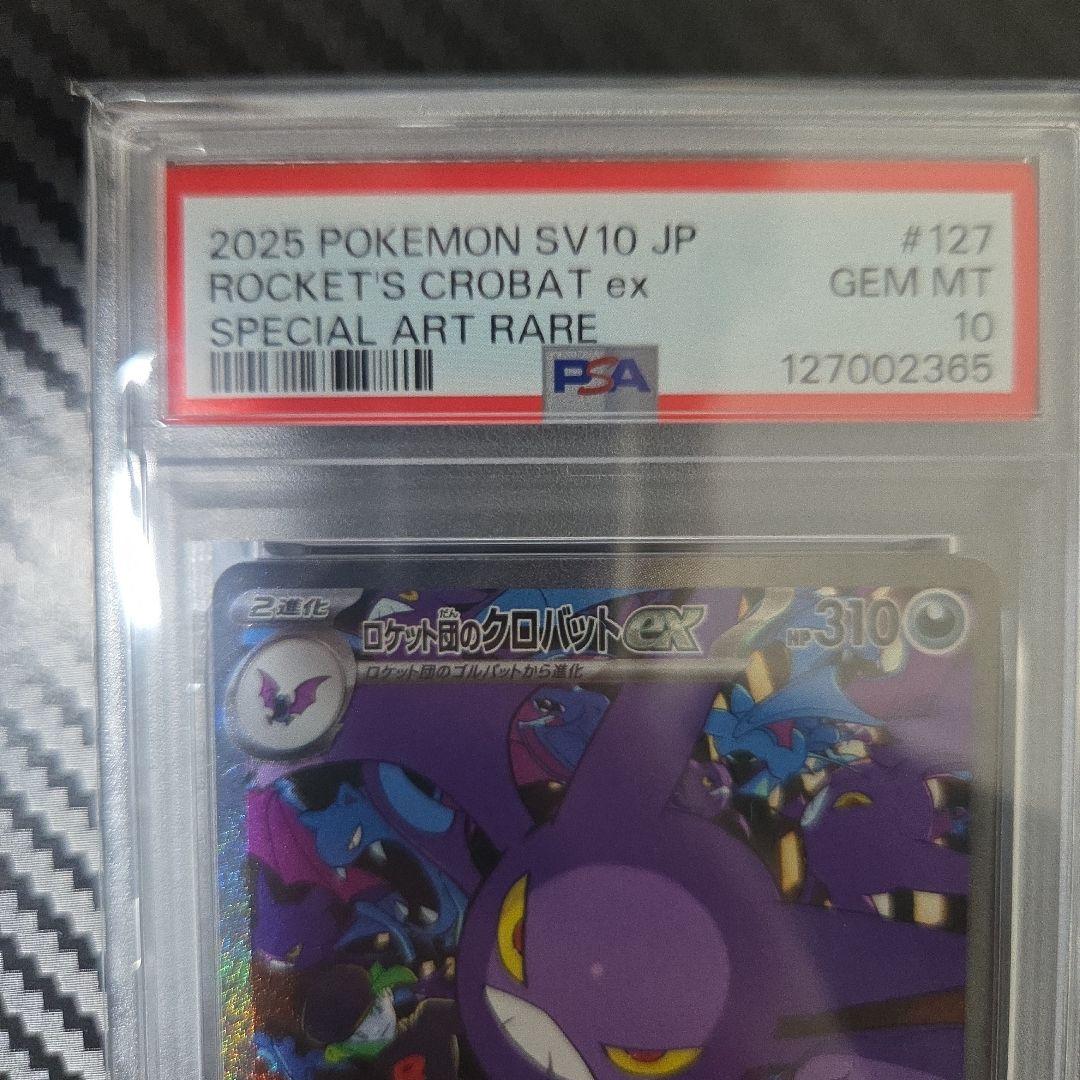 2025 POKEMON SV10 JP #127
ROCKET'S CROBAT ex GEM MT
SPECIAL ART RARE 10
PSA 127002365
2進化 ロケット団のクロバットex HP310
だん
ロケット団のゴルバットから進化